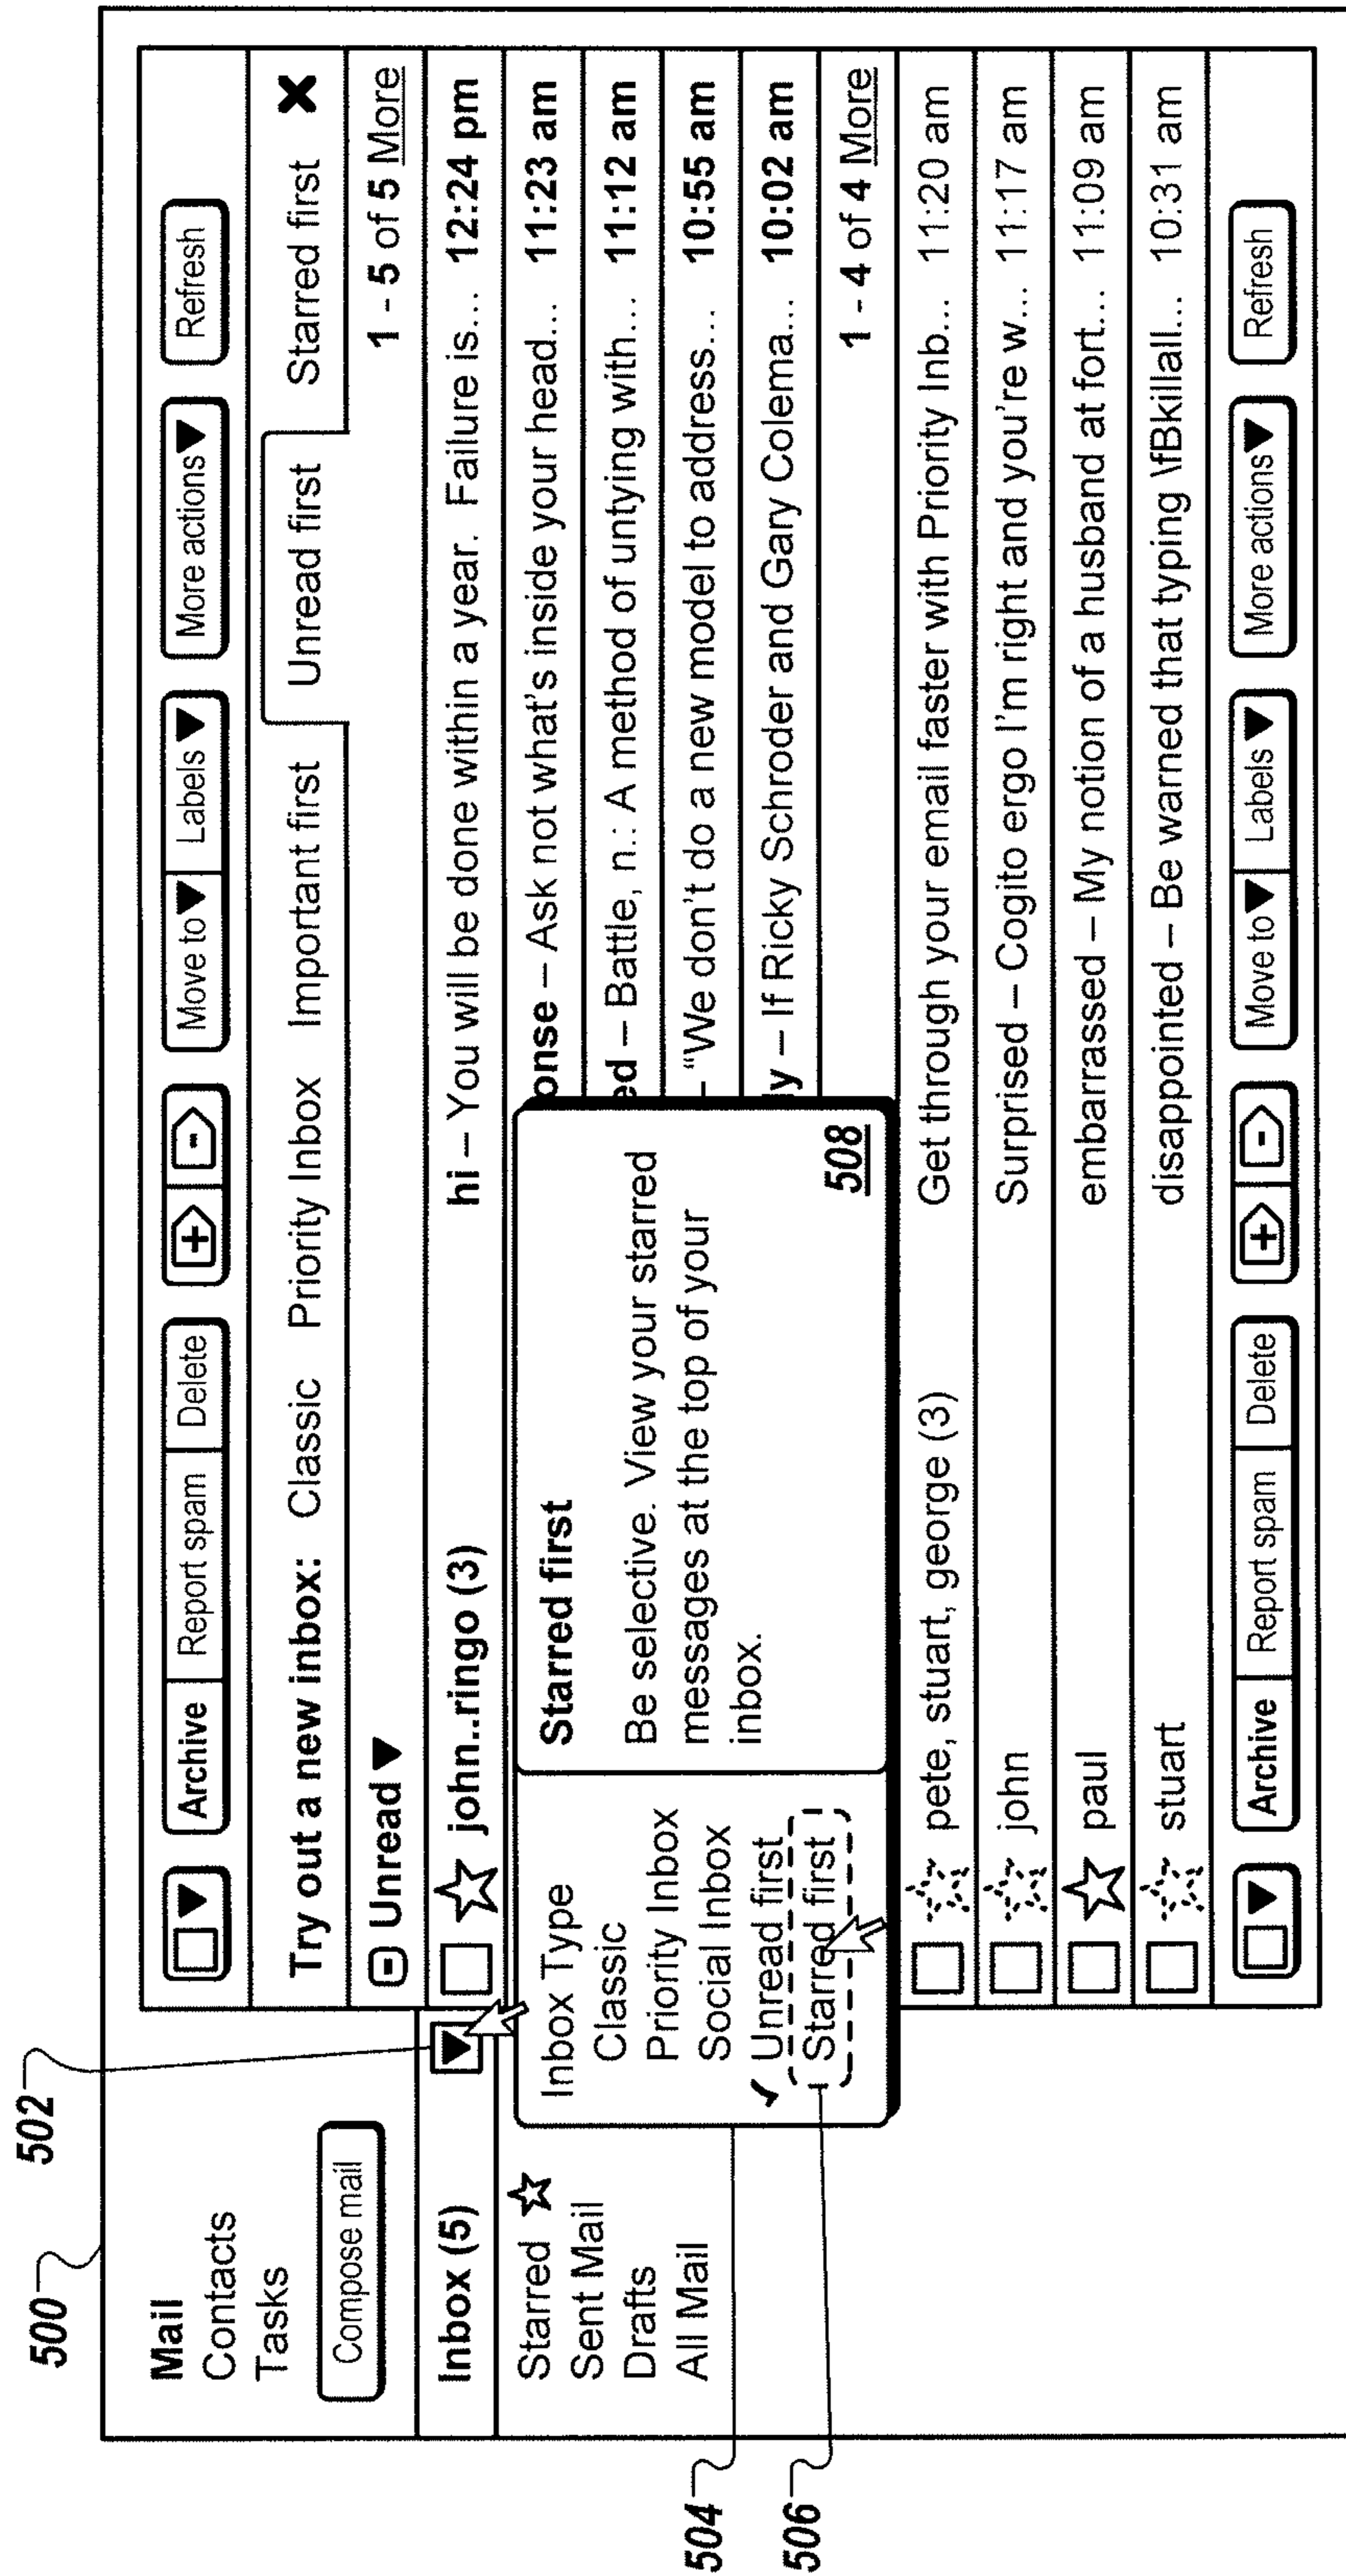 500
502
Mail
Contacts
Tasks
Compose mail
Inbox (5)
Starred
Sent Mail
Drafts
All Mail
504
506
Archive Report spam Delete + - Move to Labels More actions Refresh
Try out a new inbox: Classic Priority Inbox Important first Unread first Starred first X
- Unread 1 - 5 of 5 More
john..ringo (3) hi – You will be done within a year. Failure is... 12:24 pm
onse – Ask not what's inside your head... 11:23 am
ed – Battle, n.: A method of untying with... 11:12 am
– “We don't do a new model to address... 10:55 am
ly – If Ricky Schroder and Gary Colema... 10:02 am
1 - 4 of 4 More
Inbox Type
Classic
Priority Inbox
Social Inbox
✓ Unread first
Starred first
Starred first
Be selective. View your starred
messages at the top of your
inbox.
508
pete, stuart, george (3) Get through your email faster with Priority Inb... 11:20 am
john Surprised – Cogito ergo I'm right and you're w... 11:17 am
paul embarrassed – My notion of a husband at fort... 11:09 am
stuart disappointed – Be warned that typing \fBkillall... 10:31 am
Archive Report spam Delete + - Move to Labels More actions Refresh